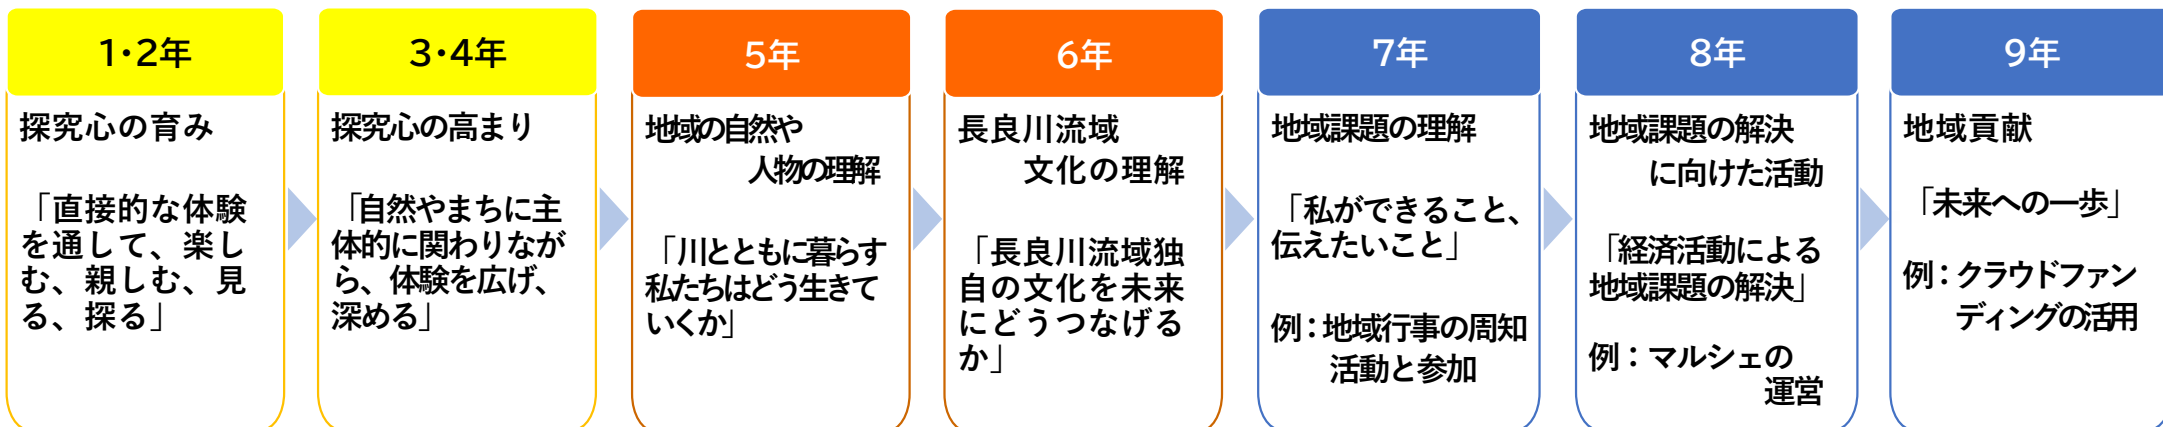 1・2年
探究心の育み
「直接的な体験
を通して、楽し
む、親しむ、見
る、探る」
3・4年
探究心の高まり
「自然やまちに主
体的に関わりなが
ら、体験を広げ、
深める」
5年
地域の自然や
人物の理解
「川とともに暮らす
私たちはどう生きて
いくか」
6年
長良川流域
文化の理解
「長良川流域独
自の文化を未来
にどうつなげる
か」
7年
地域課題の理解
「私ができること、
伝えたいこと」
例：地域行事の周知
活動と参加
8年
地域課題の解決
に向けた活動
「経済活動による
地域課題の解決」
例：マルシェの
運営
9年
地域貢献
「未来への一歩」
例：クラウドファン
ディングの活用